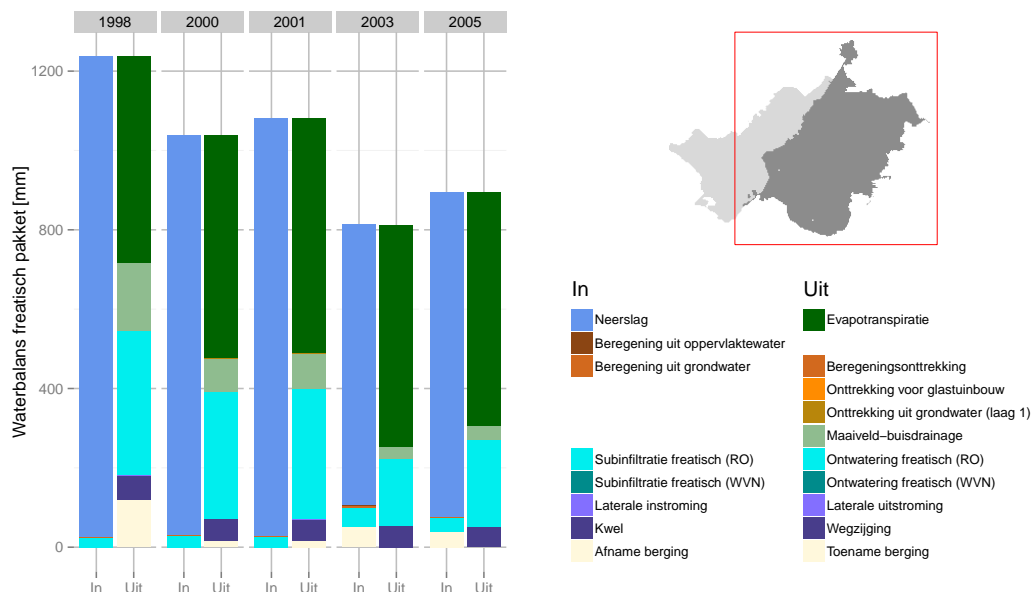 1998 2000 2001 2003 2005
Waterbalans freatisch pakket [mm]
1200
800
400
0
In Uit In Uit In Uit In Uit In Uit
In
Neerslag
Beregening uit oppervlaktewater
Beregening uit grondwater
Subinfiltratie freatisch (RO)
Subinfiltratie freatisch (WVN)
Laterale instroming
Kwel
Afname berging
Uit
Evapotranspiratie
Beregeningsonttrekking
Onttrekking voor glastuinbouw
Onttrekking uit grondwater (laag 1)
Maaiveld−buisdrainage
Ontwatering freatisch (RO)
Ontwatering freatisch (WVN)
Laterale uitstroming
Wegzijging
Toename berging